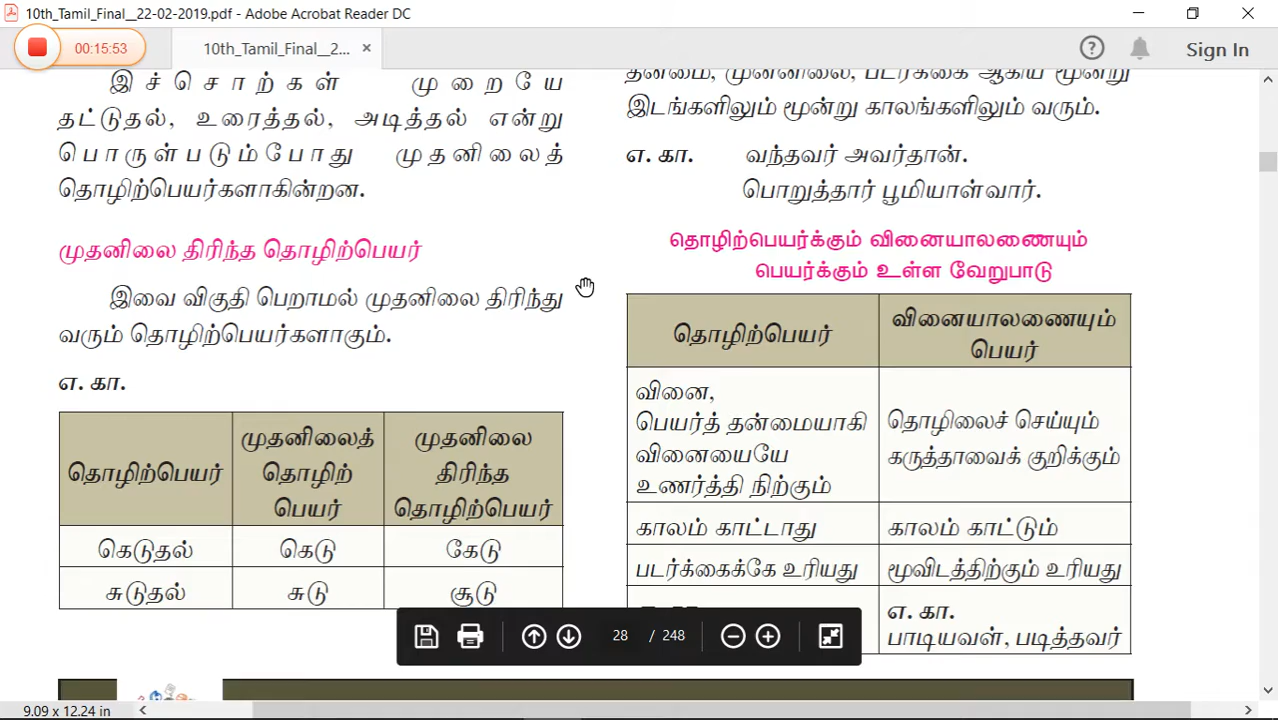 10th_Tamil_Final__22-02-2019.pdf - Adobe Acrobat Reader DC
00:15:53
10th_Tamil_Final__2...
Sign In
இச்சொற்கள் முறையே
தட்டுதல், உரைத்தல், அடித்தல் என்று
பொருள்படும்போது முதனிலைத்
தொழிற்பெயர்களாகின்றன.
முதனிலை திரிந்த தொழிற்பெயர்
இவை விகுதி பெறாமல் முதனிலை திரிந்து
வரும் தொழிற்பெயர்களாகும்.
எ. கா.
தொழிற்பெயர்
முதனிலைத்
தொழிற்
பெயர்
முதனிலை
திரிந்த
தொழிற்பெயர்
கெடுதல் கெடு கேடு
சுடுதல் சுடு சூடு
தன்மை, முன்னிலை, படர்க்கை ஆகிய மூன்று
இடங்களிலும் மூன்று காலங்களிலும் வரும்.
எ. கா. வந்தவர் அவர்தான்.
பொறுத்தார் பூமியாள்வார்.
தொழிற்பெயர்க்கும் வினையாலணையும்
பெயர்க்கும் உள்ள வேறுபாடு
தொழிற்பெயர்
வினையாலணையும்
பெயர்
வினை,
பெயர்த் தன்மையாகி
வினையையே
உணர்த்தி நிற்கும்
தொழிலைச் செய்யும்
கருத்தாவைக் குறிக்கும்
காலம் காட்டாது காலம் காட்டும்
படர்க்கைக்கே உரியது மூவிடத்திற்கும் உரியது
எ. கா.
பாடியவள், படித்தவர்
28 / 248
9.09 x 12.24 in